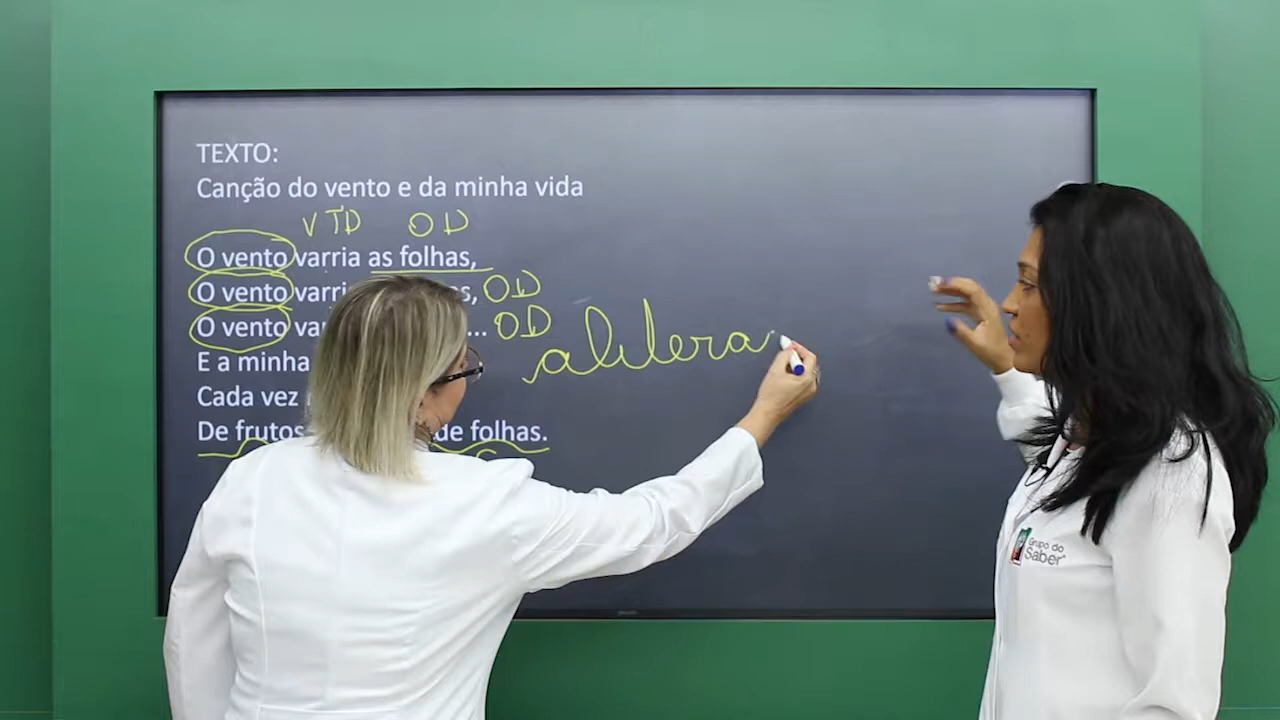 TEXTO:
Canção do vento e da minha vida
VTD OD
O vento varria as folhas,
O vento varri s, OD
O vento va ... OD
alitera
E a minha
Cada vez
De frutos de folhas.
Grupo do
Saber